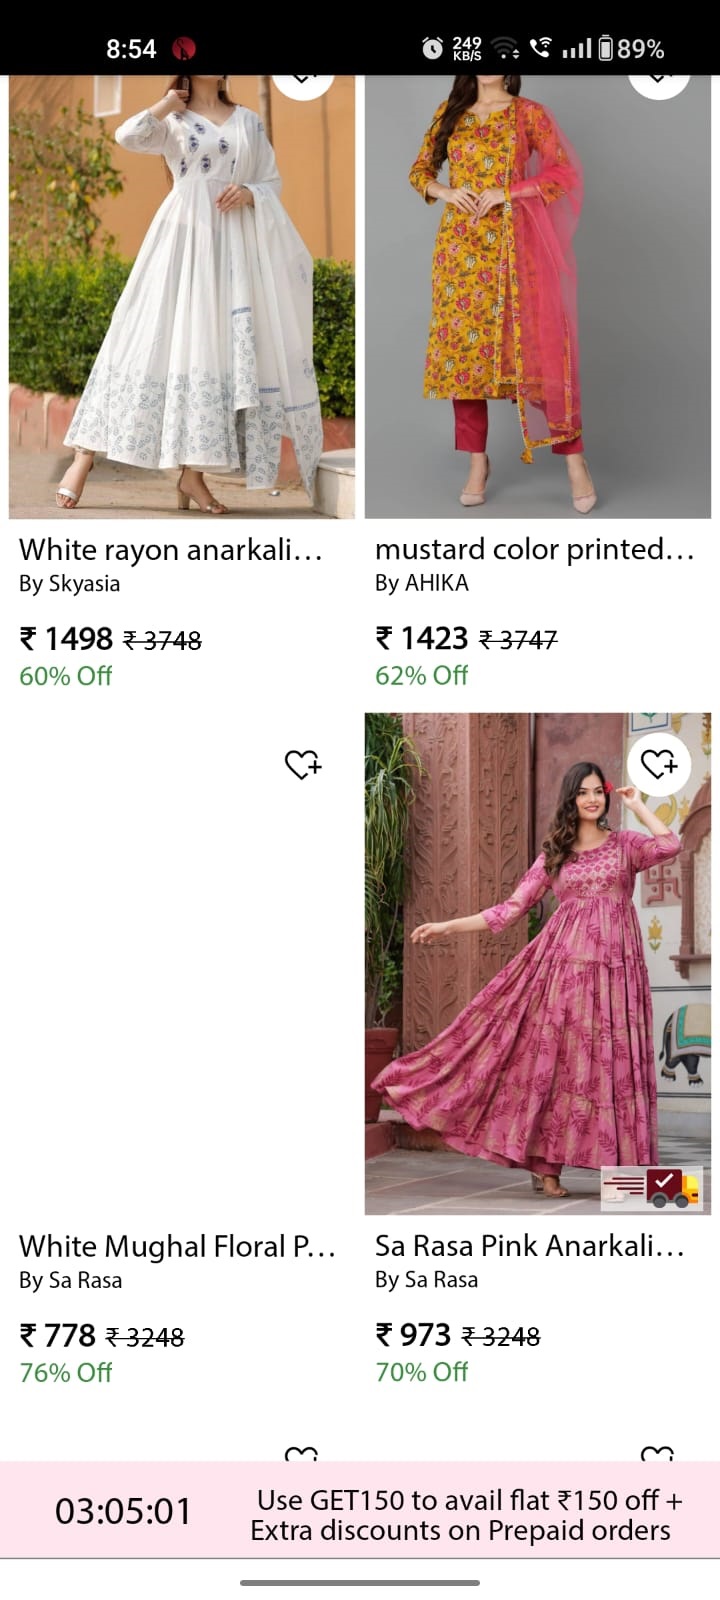 8:54
249
KB/S
89%
White rayon anarkali...
By Skyasia
₹ 1498 ₹ 3748
60% Off
mustard color printed...
By AHIKA
₹ 1423 ₹ 3747
62% Off
White Mughal Floral P...
By Sa Rasa
₹ 778 ₹ 3248
76% Off
Sa Rasa Pink Anarkali...
By Sa Rasa
₹ 973 ₹ 3248
70% Off
03:05:01
Use GET150 to avail flat ₹150 off +
Extra discounts on Prepaid orders